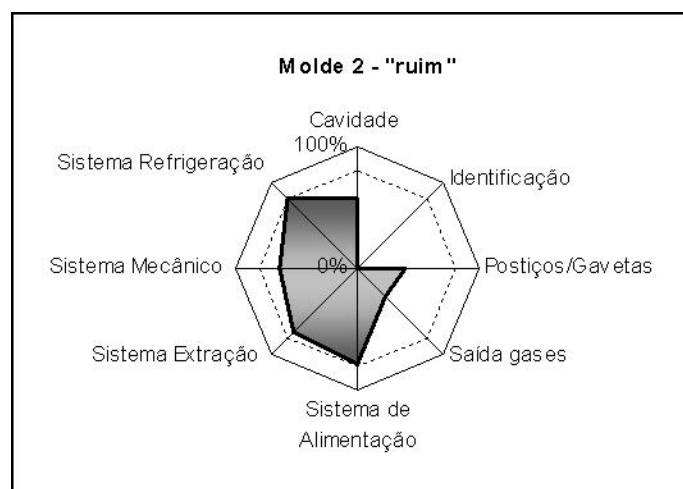 Molde 2 - "ruim"
Cavidade
100%
Sistema Refrigeração
Identificação
Sistema Mecânico
0%
Postiços/Gavetas
Sistema Extração
Saída gases
Sistema de
Alimentação